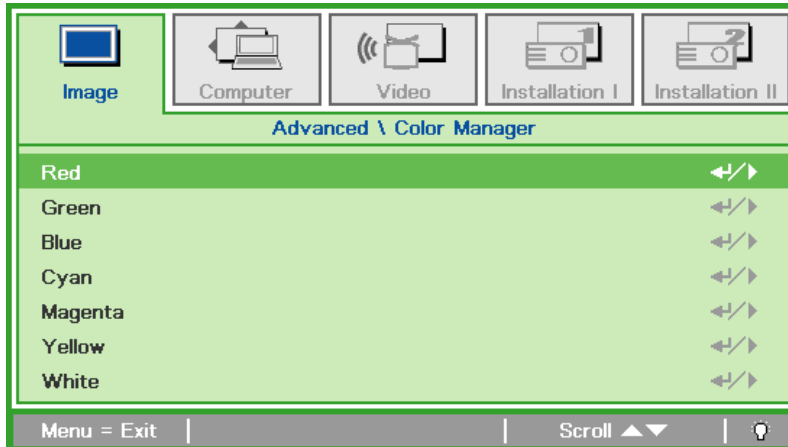 Image Computer Video Installation I Installation II
Advanced \ Color Manager
Red
Green
Blue
Cyan
Magenta
Yellow
White
Menu = Exit Scroll ▲▼